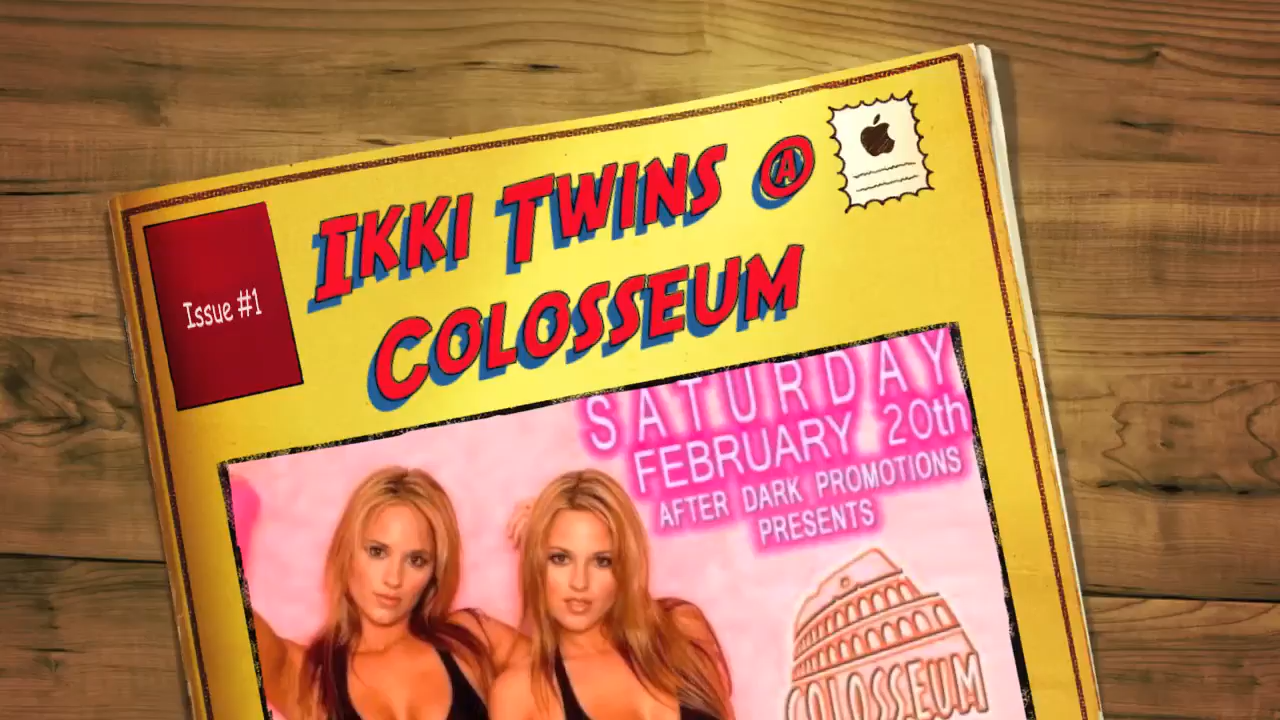 Issue #1
IKKI TWINS @
COLOSSEUM
SATURDAY
FEBRUARY 20th
AFTER DARK PROMOTIONS
PRESENTS
COLOSSEUM